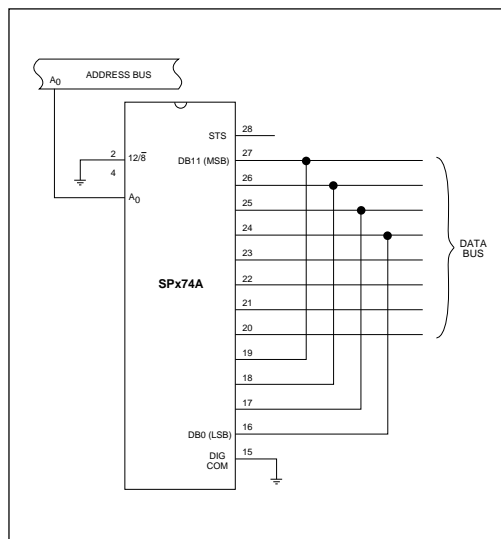 ADDRESS BUS
A0
STS
28
2
12/8
DB11 (MSB)
27
4
26
A0
25
24
DATA
BUS
23
SPx74A
22
21
20
19
18
17
DB0 (LSB)
16
DIG
COM
15